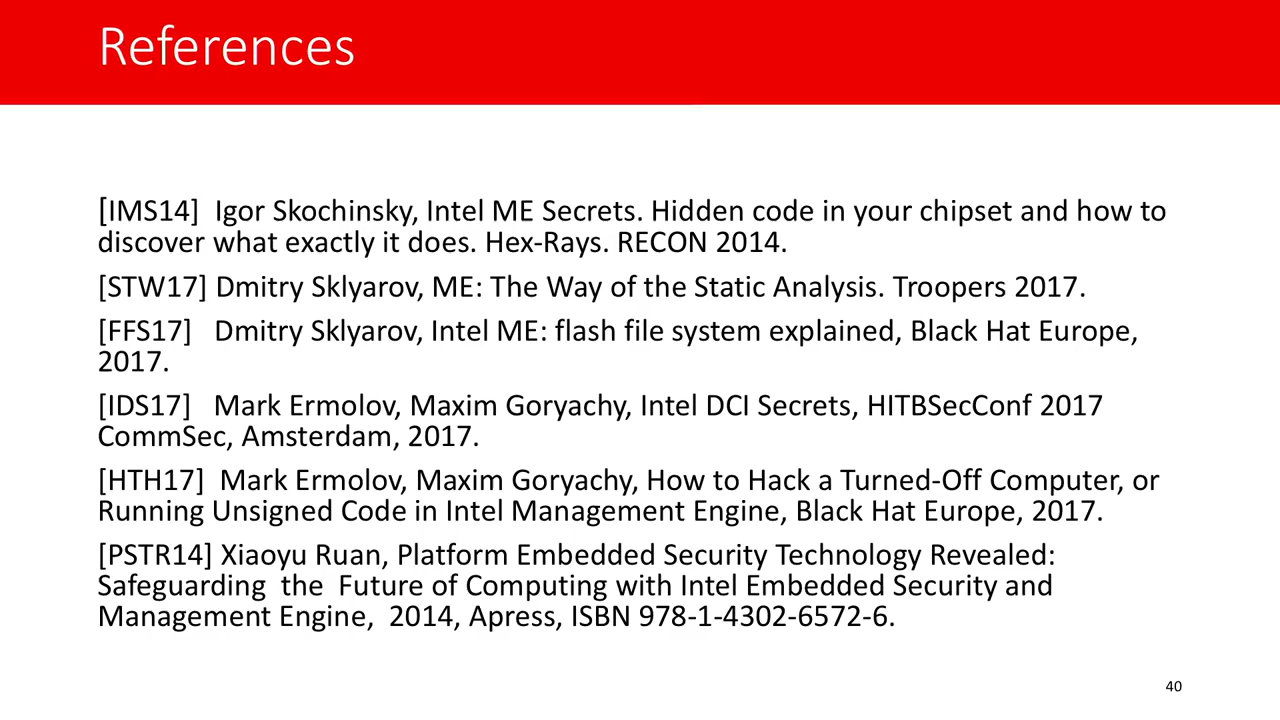 References
[IMS14]  Igor Skochinsky, Intel ME Secrets. Hidden code in your chipset and how to
discover what exactly it does. Hex-Rays. RECON 2014.
[STW17] Dmitry Sklyarov, ME: The Way of the Static Analysis. Troopers 2017.
[FFS17]   Dmitry Sklyarov, Intel ME: flash file system explained, Black Hat Europe,
2017.
[IDS17]   Mark Ermolov, Maxim Goryachy, Intel DCI Secrets, HITBSecConf 2017
CommSec, Amsterdam, 2017.
[HTH17]  Mark Ermolov, Maxim Goryachy, How to Hack a Turned-Off Computer, or
Running Unsigned Code in Intel Management Engine, Black Hat Europe, 2017.
[PSTR14] Xiaoyu Ruan, Platform Embedded Security Technology Revealed:
Safeguarding  the  Future of Computing with Intel Embedded Security and
Management Engine,  2014, Apress, ISBN 978-1-4302-6572-6.
40